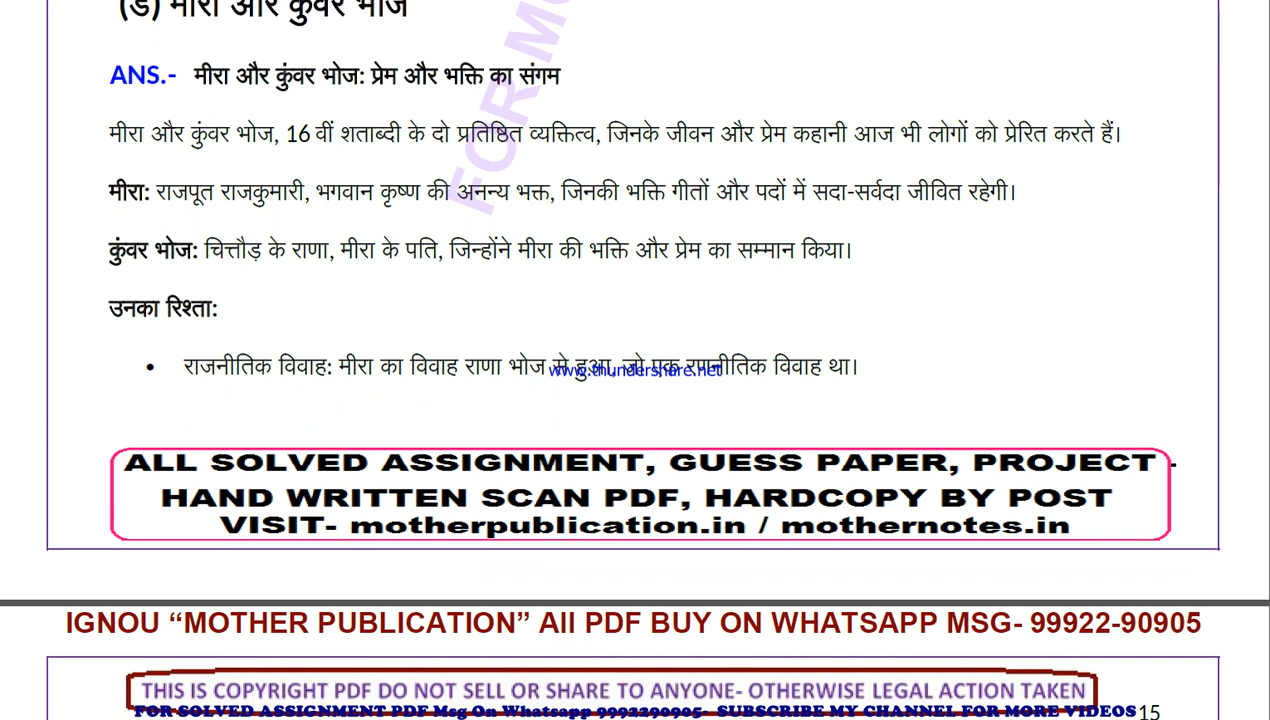 (ड) मीरा और कुंवर भोज
FOR MO
ANS.- मीरा और कुंवर भोज: प्रेम और भक्ति का संगम
मीरा और कुंवर भोज, 16 वीं शताब्दी के दो प्रतिष्ठित व्यक्तित्व, जिनके जीवन और प्रेम कहानी आज भी लोगों को प्रेरित करते हैं।
मीरा: राजपूत राजकुमारी, भगवान कृष्ण की अनन्य भक्त, जिनकी भक्ति गीतों और पदों में सदा-सर्वदा जीवित रहेगी।
कुंवर भोज: चित्तौड़ के राणा, मीरा के पति, जिन्होंने मीरा की भक्ति और प्रेम का सम्मान किया।
उनका रिश्ता:
• राजनीतिक विवाह: मीरा का विवाह राणा भोज से हुआ, जो एक रणनीतिक विवाह था।
www.thundershare.net
ALL SOLVED ASSIGNMENT, GUESS PAPER, PROJECT -
HAND WRITTEN SCAN PDF, HARDCOPY BY POST
VISIT- motherpublication.in / mothernotes.in
IGNOU “MOTHER PUBLICATION” All PDF BUY ON WHATSAPP MSG- 99922-90905
THIS IS COPYRIGHT PDF DO NOT SELL OR SHARE TO ANYONE- OTHERWISE LEGAL ACTION TAKEN
FOR SOLVED ASSIGNMENT PDF Msg On Whatsapp 9992290905- SUBSCRIBE MY CHANNEL FOR MORE VIDEOS 15